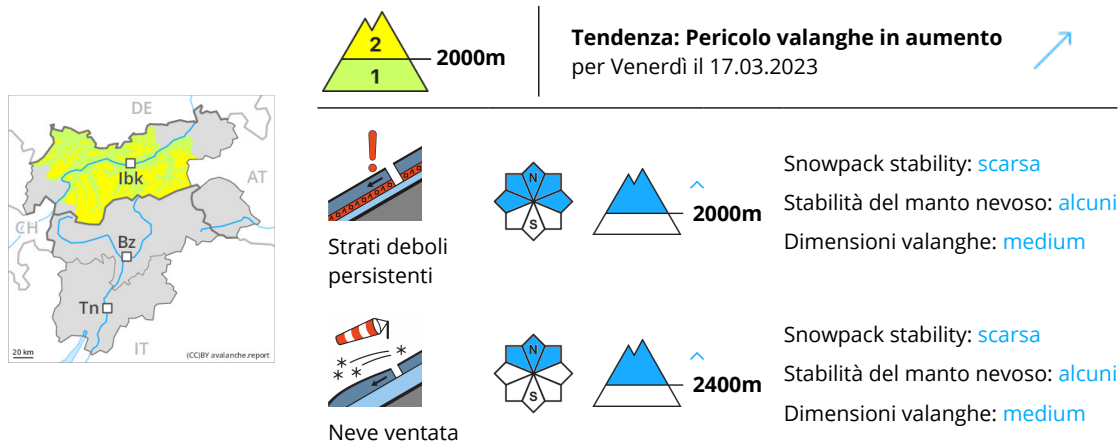 2
1
2000m
Tendenza: Pericolo valanghe in aumento
per Venerdì il 17.03.2023
DE
AT
CH
IT
Ibk
Bz
Tn
20 km
(CC)BY avalanche.report
N
S
2000m
Snowpack stability: scarsa
Stabilità del manto nevoso: alcuni
Dimensioni valanghe: medium
Strati deboli
persistenti
N
S
2400m
Snowpack stability: scarsa
Stabilità del manto nevoso: alcuni
Dimensioni valanghe: medium
Neve ventata